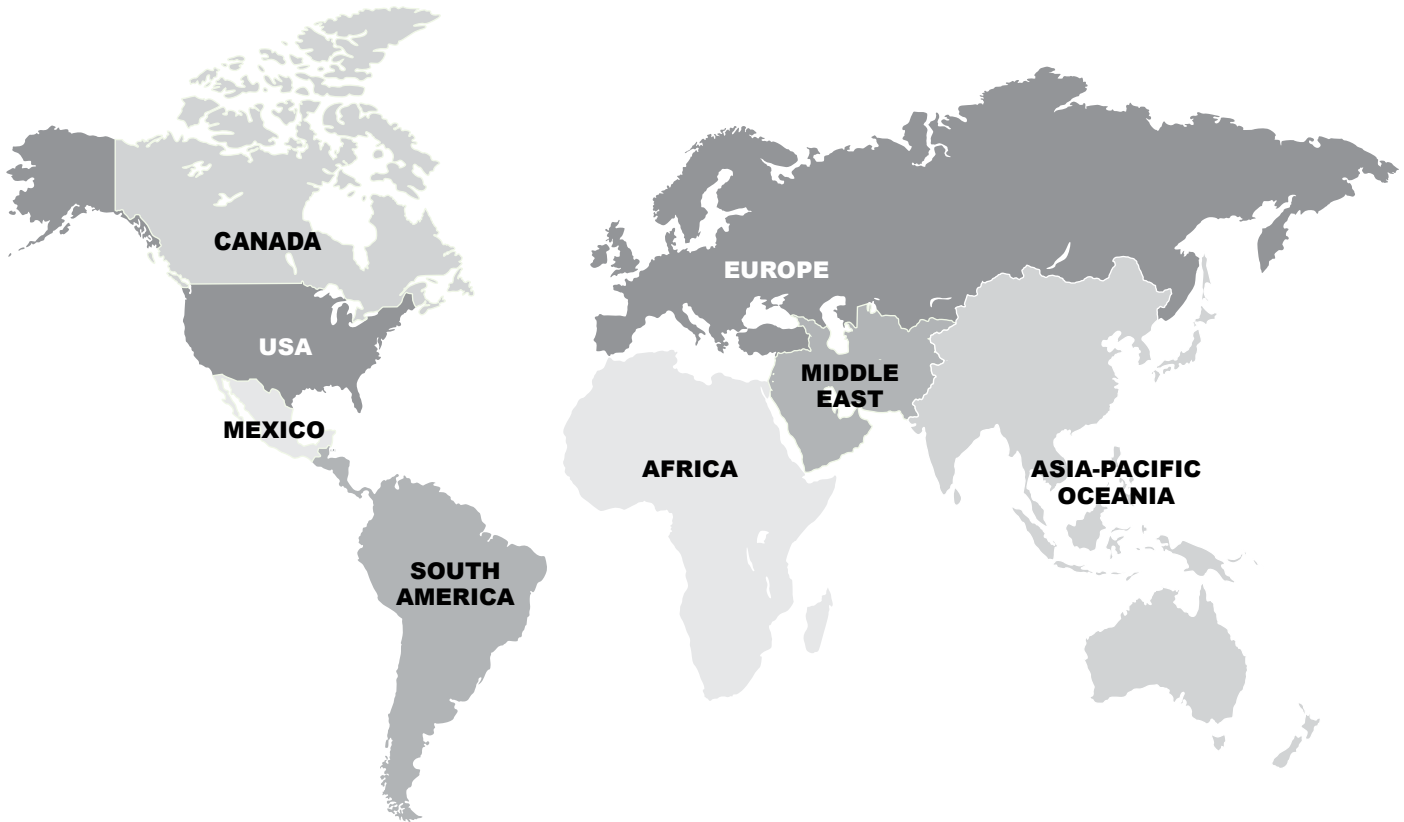 CANADA
EUROPE
USA
MIDDLE
EAST
MEXICO
AFRICA
ASIA-PACIFIC
OCEANIA
SOUTH
AMERICA